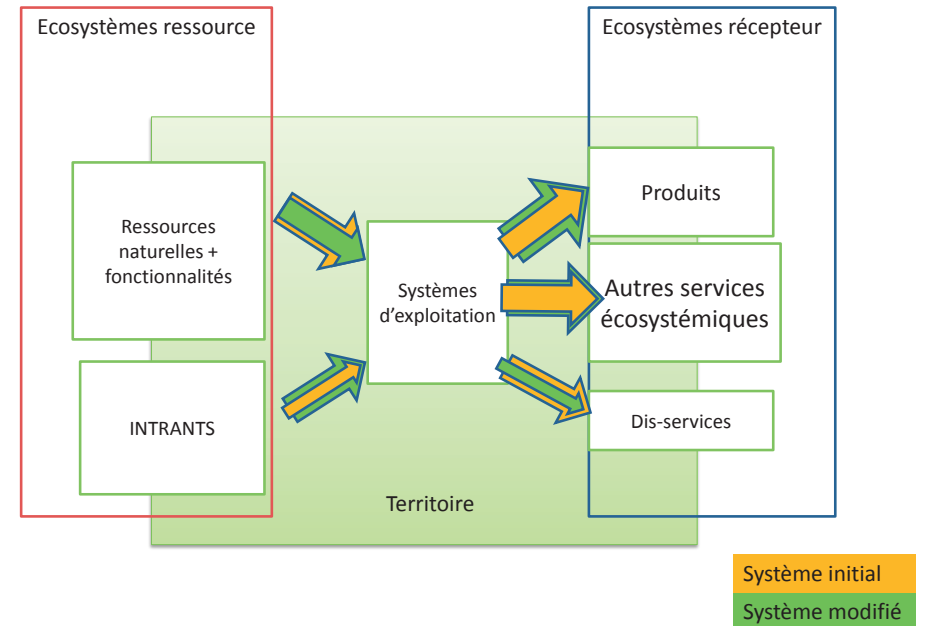 Ecosystèmes ressource
Ecosystèmes récepteur
Ressources
naturelles +
fonctionnalités
INTRANTS
Systèmes
d'exploitation
Produits
Autres services
écosystémiques
Dis-services
Territoire
Système initial
Système modifié